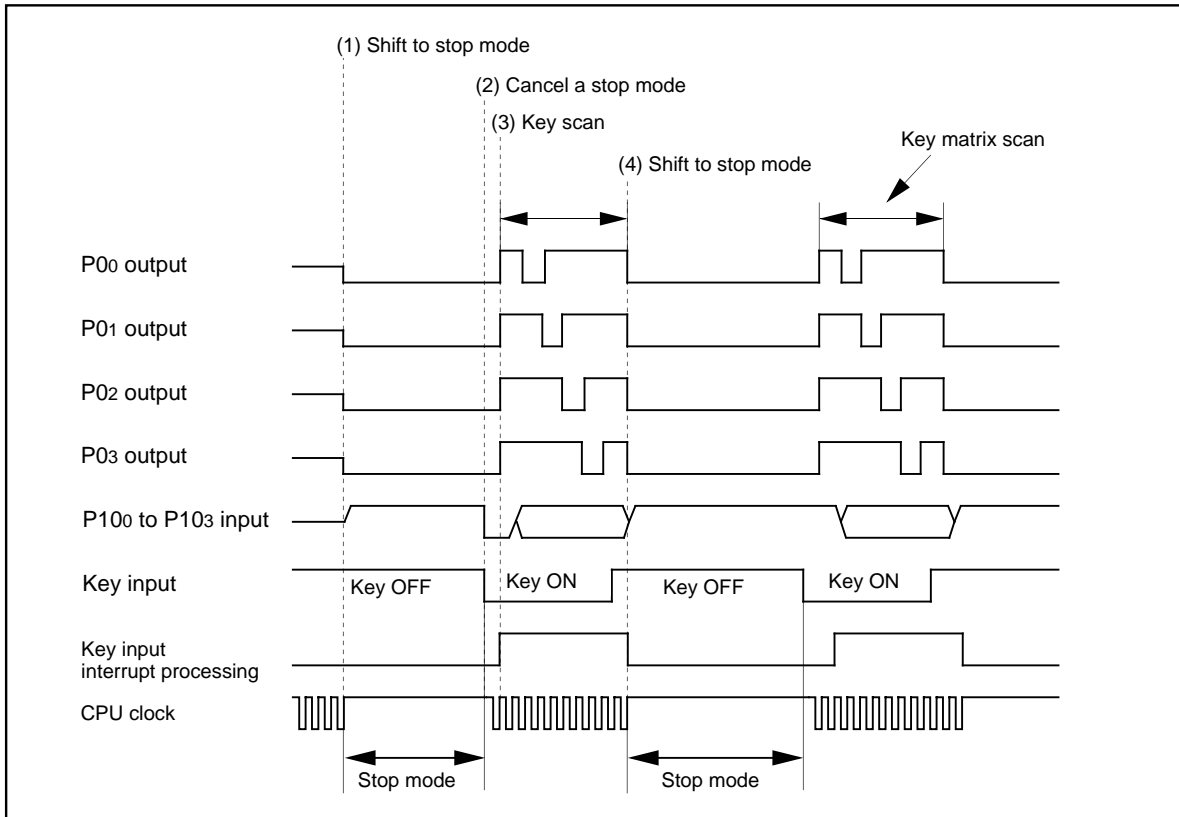 (1) Shift to stop mode
(2) Cancel a stop mode
(3) Key scan
Key matrix scan
(4) Shift to stop mode
P00 output
P01 output
P02 output
P03 output
P100 to P103 input
Key input
Key OFF
Key ON
Key OFF
Key ON
Key input
interrupt processing
CPU clock
Stop mode
Stop mode